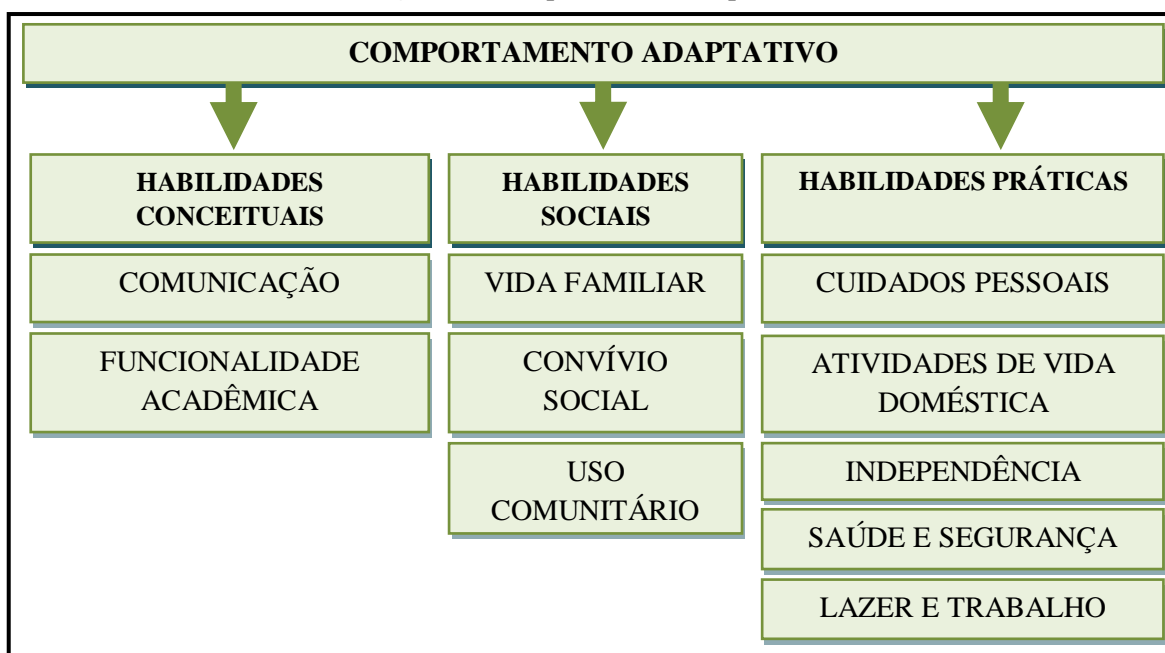 COMPORTAMENTO ADAPTATIVO
HABILIDADES
CONCEITUAIS
COMUNICAÇÃO
FUNCIONALIDADE
ACADÊMICA
HABILIDADES
SOCIAIS
VIDA FAMILIAR
CONVÍVIO
SOCIAL
USO
COMUNITÁRIO
HABILIDADES PRÁTICAS
CUIDADOS PESSOAIS
ATIVIDADES DE VIDA
DOMÉSTICA
INDEPENDÊNCIA
SAÚDE E SEGURANÇA
LAZER E TRABALHO